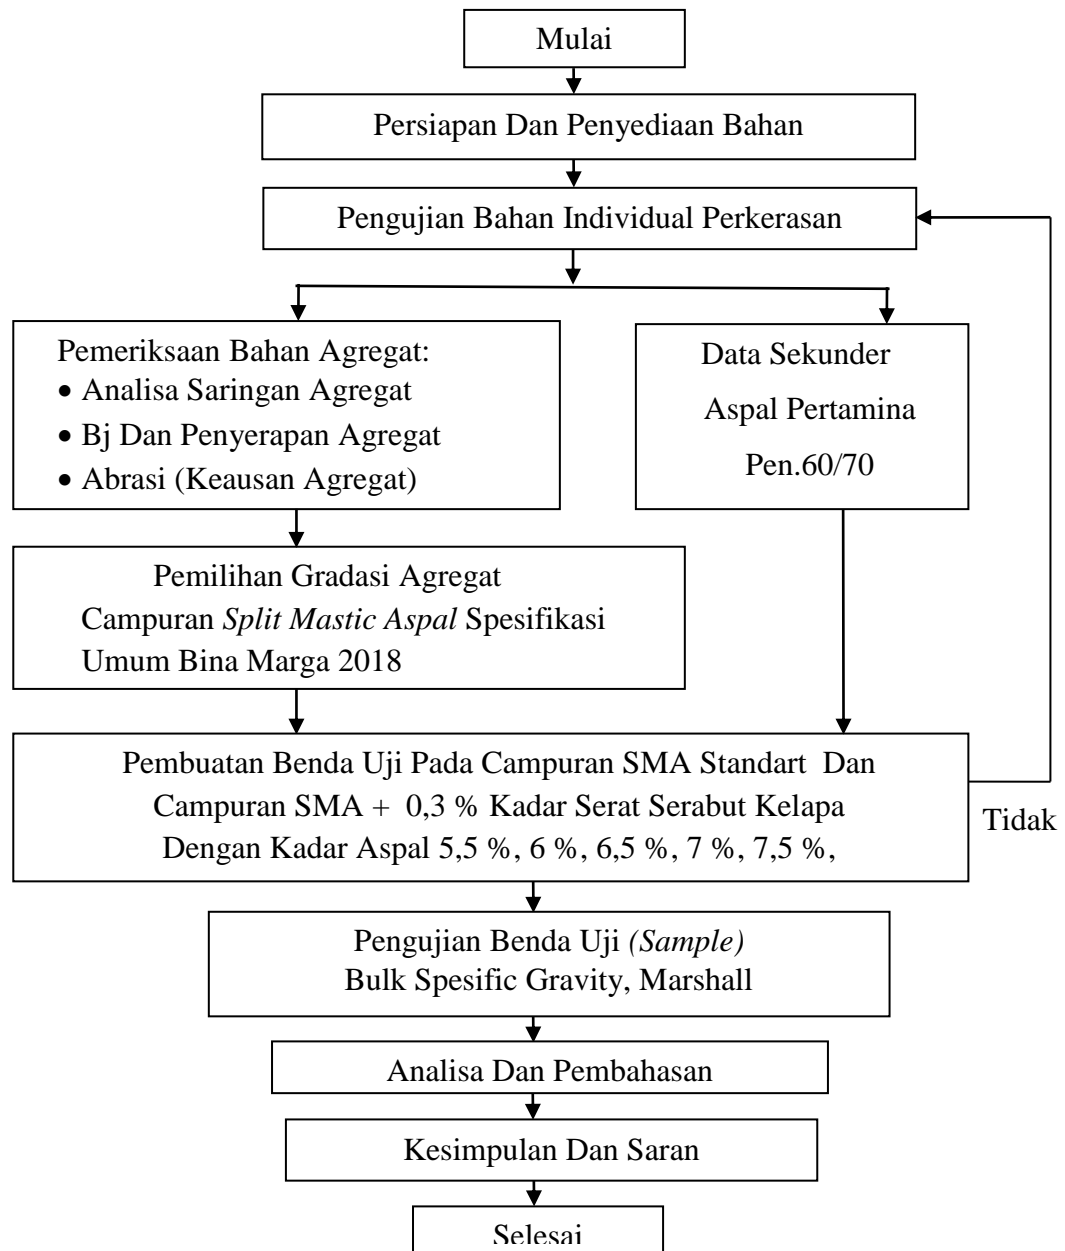 Mulai
Persiapan Dan Penyediaan Bahan
Pengujian Bahan Individual Perkerasan
Pemeriksaan Bahan Agregat:
• Analisa Saringan Agregat
• Bj Dan Penyerapan Agregat
• Abrasi (Keausan Agregat)
Data Sekunder
Aspal Pertamina
Pen.60/70
Pemilihan Gradasi Agregat
Campuran Split Mastic Aspal Spesifikasi
Umum Bina Marga 2018
Pembuatan Benda Uji Pada Campuran SMA Standart Dan
Campuran SMA + 0,3 % Kadar Serat Serabut Kelapa
Dengan Kadar Aspal 5,5 %, 6 %, 6,5 %, 7 %, 7,5 %,
Tidak
Pengujian Benda Uji (Sample)
Bulk Spesific Gravity, Marshall
Analisa Dan Pembahasan
Kesimpulan Dan Saran
Selesai